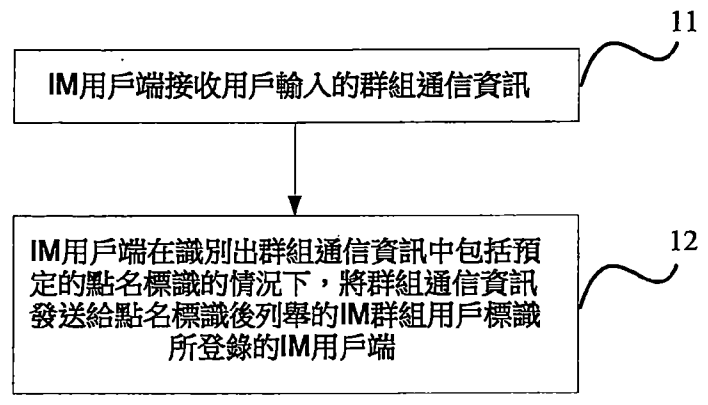 11
IM用戶端接收用戶輸入的群組通信資訊
12
IM用戶端在識別出群組通信資訊中包括預
定的點名標識的情況下，將群組通信資訊
發送給點名標識後列舉的IM群組用戶標識
所登錄的IM用戶端